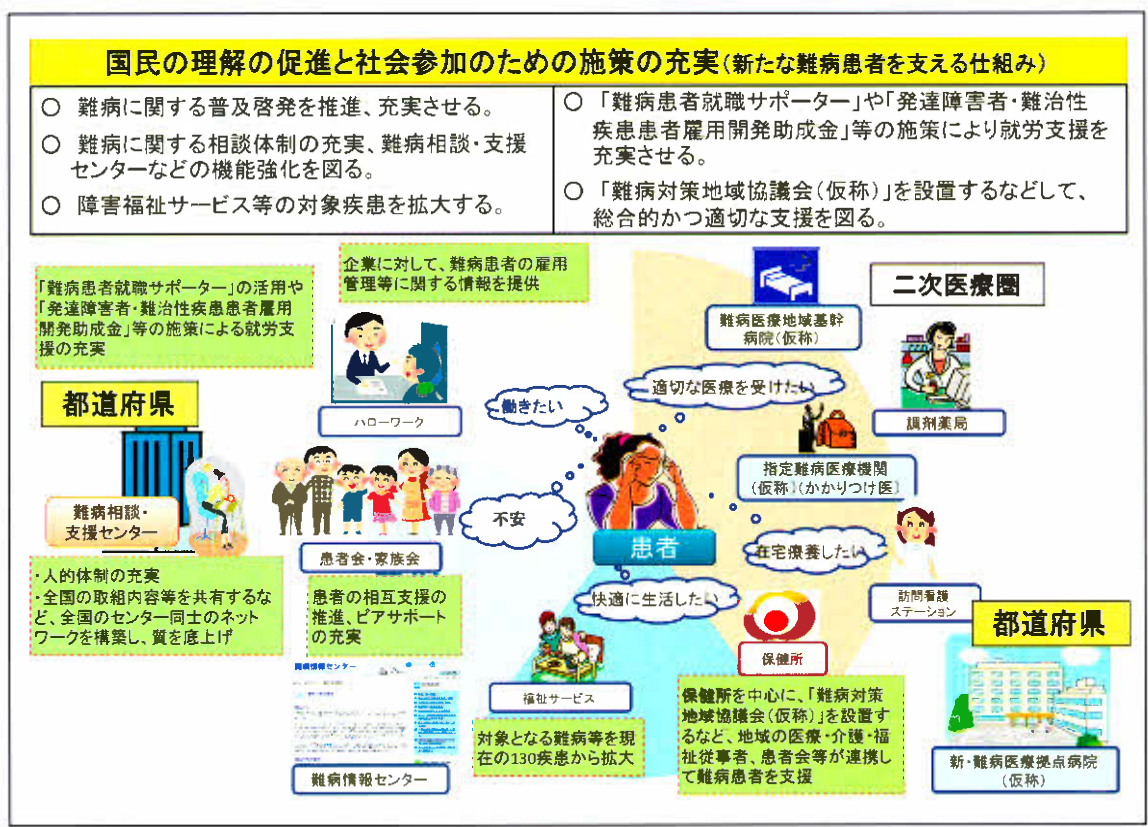 国民の理解の促進と社会参加のための施策の充実(新たな難病患者を支える仕組み)
○ 難病に関する普及啓発を推進、充実させる。
○ 難病に関する相談体制の充実、難病相談・支援
センターなどの機能強化を図る。
○ 障害福祉サービス等の対象疾患を拡大する。
○ 「難病患者就職サポーター」や「発達障害者・難治性
疾患患者雇用開発助成金」等の施策により就労支援を
充実させる。
○ 「難病対策地域協議会(仮称)」を設置するなどして、
総合的かつ適切な支援を図る。
「難病患者就職サポーター」の活用や
「発達障害者・難治性疾患患者雇用
開発助成金」等の施策による就労支
援の充実
企業に対して、難病患者の雇用
管理等に関する情報を提供
難病医療地域基幹
病院(仮称)
二次医療圏
都道府県
ハローワーク
働きたい
適切な医療を受けたい
調剤薬局
指定難病医療機関
(仮称)(かかりつけ医)
難病相談・
支援センター
不安
患者
在宅療養したい
患者会・家族会
・人的体制の充実
・全国の取組内容等を共有するな
ど、全国のセンター同士のネット
ワークを構築し、質を底上げ
患者の相互支援の
推進、ピアサポート
の充実
快適に生活したい
訪問看護
ステーション
都道府県
保健所
難病情報センター
福祉サービス
対象となる難病等を現
在の130疾患から拡大
保健所を中心に、「難病対策
地域協議会(仮称)」を設置す
るなど、地域の医療・介護・福
祉従事者、患者会等が連携し
て難病患者を支援
難病情報センター
新・難病医療拠点病院
(仮称)